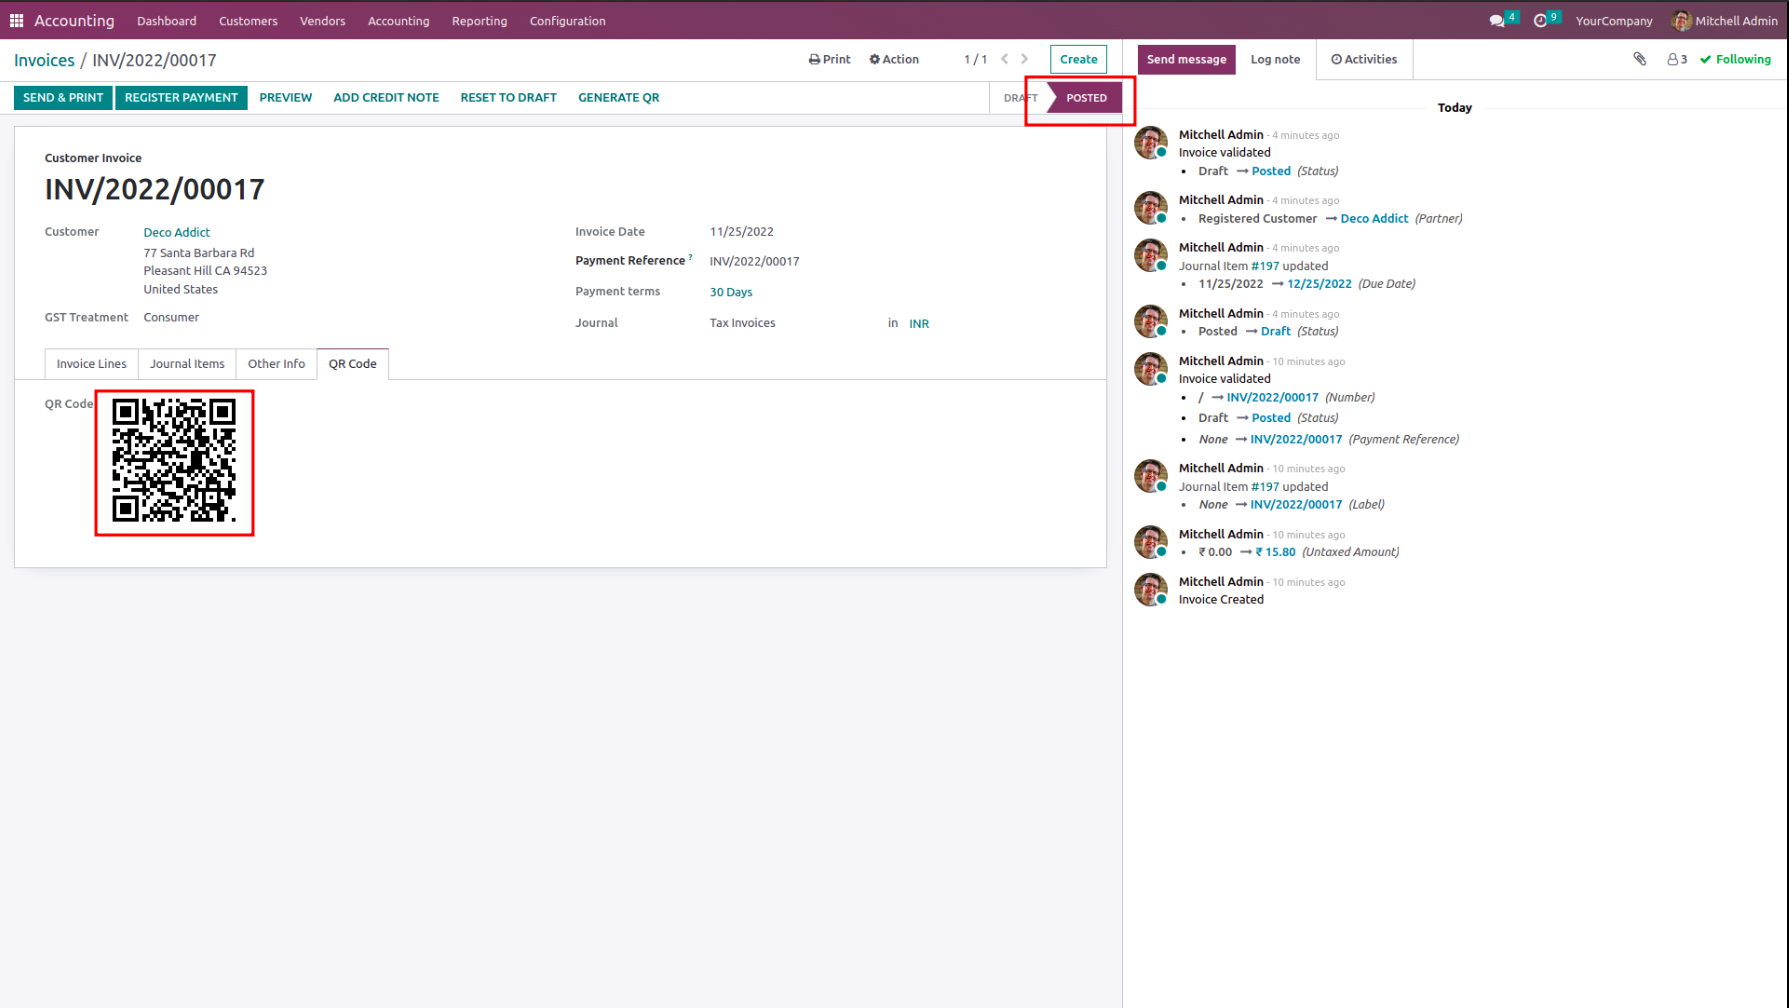 Accounting Dashboard Customers Vendors Accounting Reporting Configuration 4 9 YourCompany Mitchell Admin
Invoices / INV/2022/00017 Print Action 1 / 1 Create
SEND & PRINT REGISTER PAYMENT PREVIEW ADD CREDIT NOTE RESET TO DRAFT GENERATE QR DRAFT POSTED
Customer Invoice
INV/2022/00017
Customer Deco Addict
77 Santa Barbara Rd
Pleasant Hill CA 94523
United States
GST Treatment Consumer
Invoice Date 11/25/2022
Payment Reference ? INV/2022/00017
Payment terms 30 Days
Journal Tax Invoices in INR
Invoice Lines Journal Items Other Info QR Code
QR Code
Send message Log note Activities 3 Following
Today
Mitchell Admin - 4 minutes ago
Invoice validated
• Draft → Posted (Status)
Mitchell Admin - 4 minutes ago
• Registered Customer → Deco Addict (Partner)
Mitchell Admin - 4 minutes ago
Journal Item #197 updated
• 11/25/2022 → 12/25/2022 (Due Date)
Mitchell Admin - 4 minutes ago
• Posted → Draft (Status)
Mitchell Admin - 10 minutes ago
Invoice validated
• / → INV/2022/00017 (Number)
• Draft → Posted (Status)
• None → INV/2022/00017 (Payment Reference)
Mitchell Admin - 10 minutes ago
Journal Item #197 updated
• None → INV/2022/00017 (Label)
Mitchell Admin - 10 minutes ago
• ₹ 0.00 → ₹ 15.80 (Untaxed Amount)
Mitchell Admin - 10 minutes ago
Invoice Created